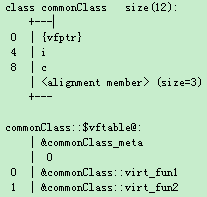 class commonClass   size(12):
        +---
 0      | {vfptr}
 4      | i
 8      | c
        | <alignment member> (size=3)
        +---

commonClass::$vftable@:
        | &commonClass_meta
        |  0
 0      | &commonClass::virt_fun1
 1      | &commonClass::virt_fun2